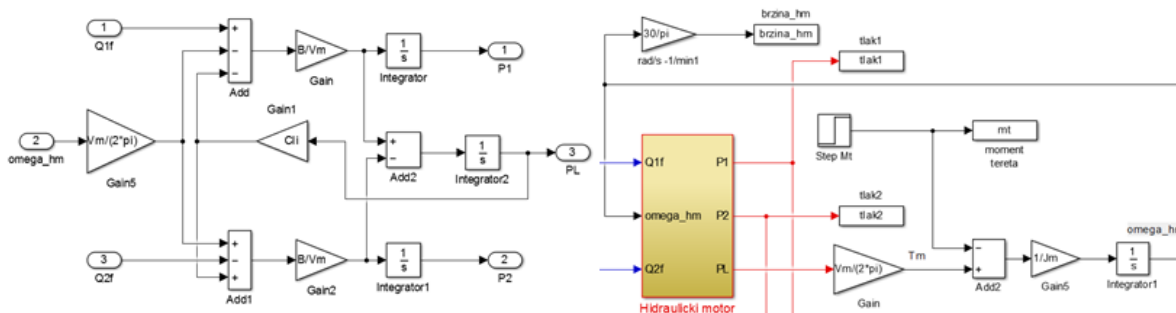 1
Q1f
+
−
−
Add
B/Vm
Gain
1
s
Integrator
1
P1
Gain1
Cli
2
omega_hm
Vm/(2*pi)
Gain5
+
−
Add2
1
s
Integrator2
3
PL
3
Q2f
+
−
+
Add1
B/Vm
Gain2
1
s
Integrator1
2
P2
30/pi
rad/s -1/min1
brzina_hm
brzina_hm
tlak1
tlak1
Step Mt
mt
moment
tereta
Q1f
omega_hm
Q2f
P1
P2
PL
Hidraulicki motor
tlak2
tlak2
Vm/(2*pi)
Gain
Tm
−
+
Add2
1/Jm
Gain5
1
s
Integrator1
omega_hm